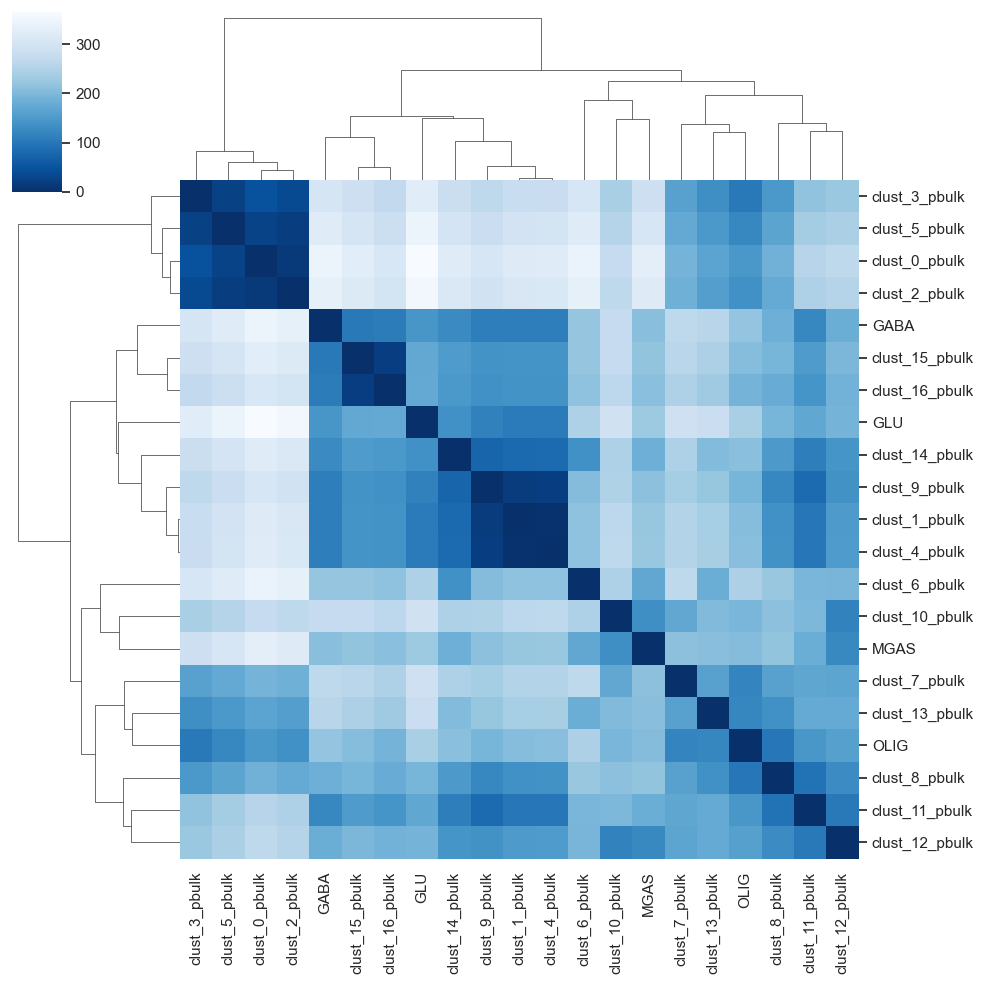 300
200
100
0
clust_3_pbulk
clust_5_pbulk
clust_0_pbulk
clust_2_pbulk
GABA
clust_15_pbulk
clust_16_pbulk
GLU
clust_14_pbulk
clust_9_pbulk
clust_1_pbulk
clust_4_pbulk
clust_6_pbulk
clust_10_pbulk
MGAS
clust_7_pbulk
clust_13_pbulk
OLIG
clust_8_pbulk
clust_11_pbulk
clust_12_pbulk
clust_3_pbulk
clust_5_pbulk
clust_0_pbulk
clust_2_pbulk
GABA
clust_15_pbulk
clust_16_pbulk
GLU
clust_14_pbulk
clust_9_pbulk
clust_1_pbulk
clust_4_pbulk
clust_6_pbulk
clust_10_pbulk
MGAS
clust_7_pbulk
clust_13_pbulk
OLIG
clust_8_pbulk
clust_11_pbulk
clust_12_pbulk